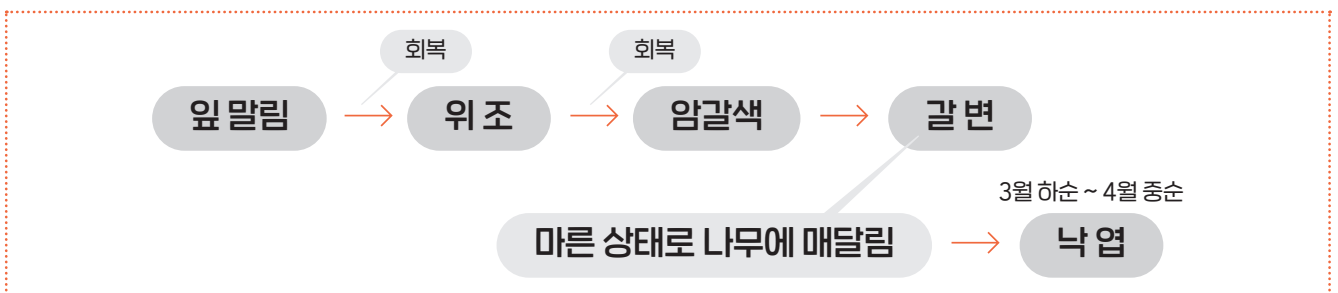 회복 회복
잎 말림 → 위 조 → 암갈색 → 갈 변
3월 하순 ~ 4월 중순
마른 상태로 나무에 매달림 → 낙 엽